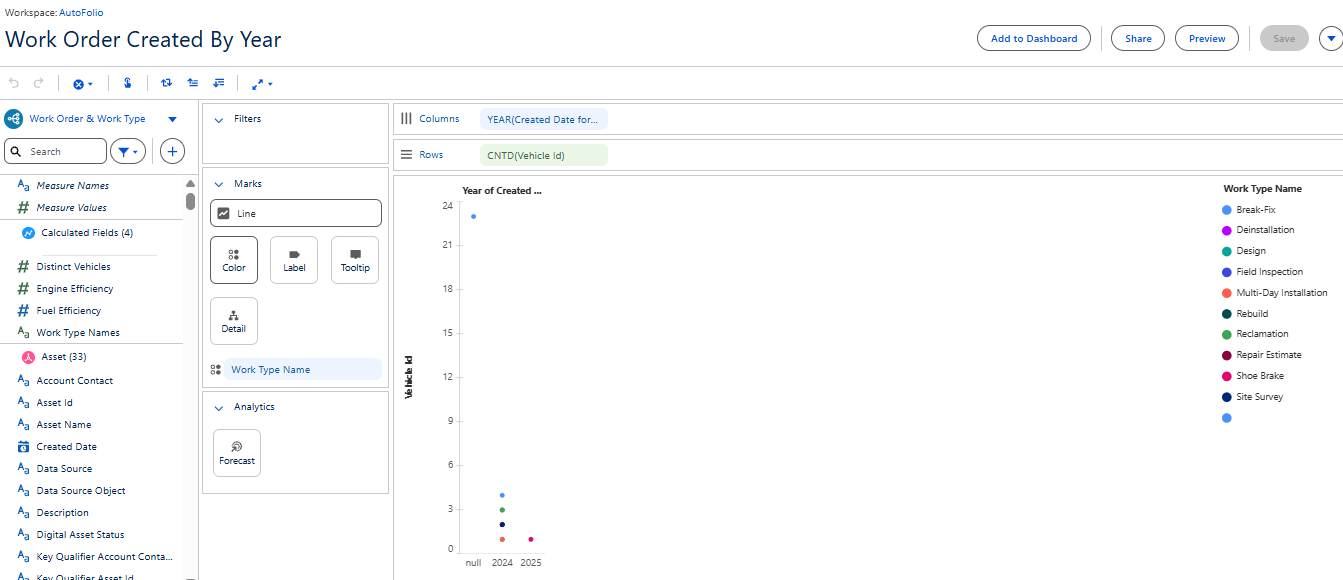 Workspace: AutoFolio
Work Order Created By Year
Add to Dashboard
Share
Preview
Save
Work Order & Work Type
Search
Measure Names
Measure Values
Calculated Fields (4)
Distinct Vehicles
Engine Efficiency
Fuel Efficiency
Work Type Names
Asset (33)
Account Contact
Asset Id
Asset Name
Created Date
Data Source
Data Source Object
Description
Digital Asset Status
Key Qualifier Account Conta...
Key Qualifier Asset Id
Filters
Marks
Line
Color
Label
Tooltip
Detail
Work Type Name
Analytics
Forecast
Columns
YEAR(Created Date for...
Rows
CNTD(Vehicle Id)
Year of Created ...
Vehicle Id
24
21
18
15
12
9
6
3
0
null 2024 2025
Work Type Name
Break-Fix
Deinstallation
Design
Field Inspection
Multi-Day Installation
Rebuild
Reclamation
Repair Estimate
Shoe Brake
Site Survey